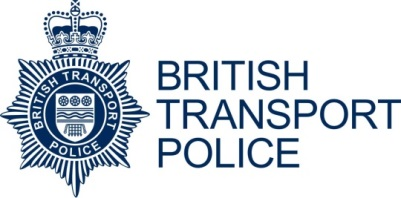 BRITISH TRANSPORT
POLICE
BRITISH
TRANSPORT
POLICE